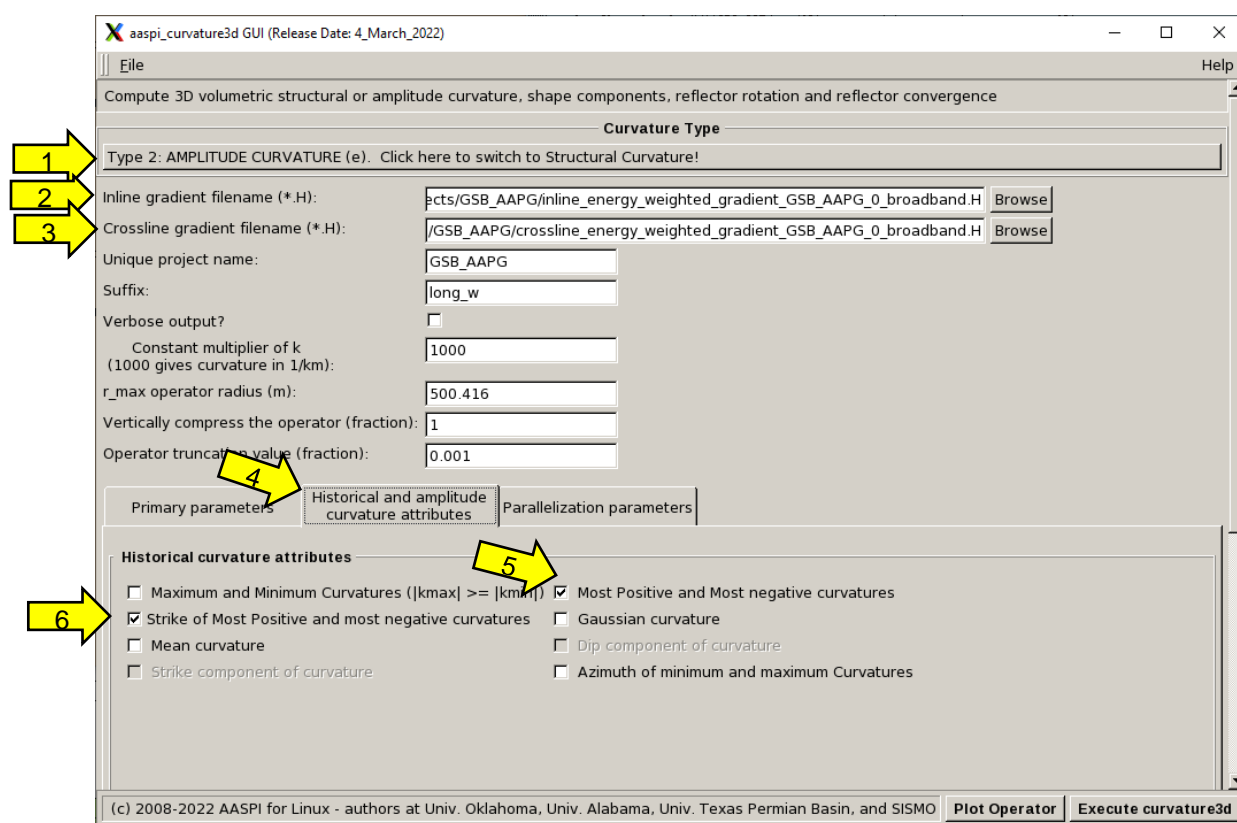 aaspi_curvature3d GUI (Release Date: 4_March_2022)
File
Help
Compute 3D volumetric structural or amplitude curvature, shape components, reflector rotation and reflector convergence
Curvature Type
1
Type 2: AMPLITUDE CURVATURE (e). Click here to switch to Structural Curvature!
2
Inline gradient filename (*.H):
ects/GSB_AAPG/inline_energy_weighted_gradient_GSB_AAPG_0_broadband.H
Browse
3
Crossline gradient filename (*.H):
/GSB_AAPG/crossline_energy_weighted_gradient_GSB_AAPG_0_broadband.H
Browse
Unique project name:
GSB_AAPG
Suffix:
long_w
Verbose output?
Constant multiplier of k
(1000 gives curvature in 1/km):
1000
r_max operator radius (m):
500.416
Vertically compress the operator (fraction):
1
Operator truncation value (fraction):
0.001
4
Primary parameters
Historical and amplitude
curvature attributes
Parallelization parameters
Historical curvature attributes
5
Maximum and Minimum Curvatures (|kmax| >= |kmin|)
Most Positive and Most negative curvatures
6
Strike of Most Positive and most negative curvatures
Gaussian curvature
Mean curvature
Dip component of curvature
Strike component of curvature
Azimuth of minimum and maximum Curvatures
(c) 2008-2022 AASPI for Linux - authors at Univ. Oklahoma, Univ. Alabama, Univ. Texas Permian Basin, and SISMO
Plot Operator
Execute curvature3d